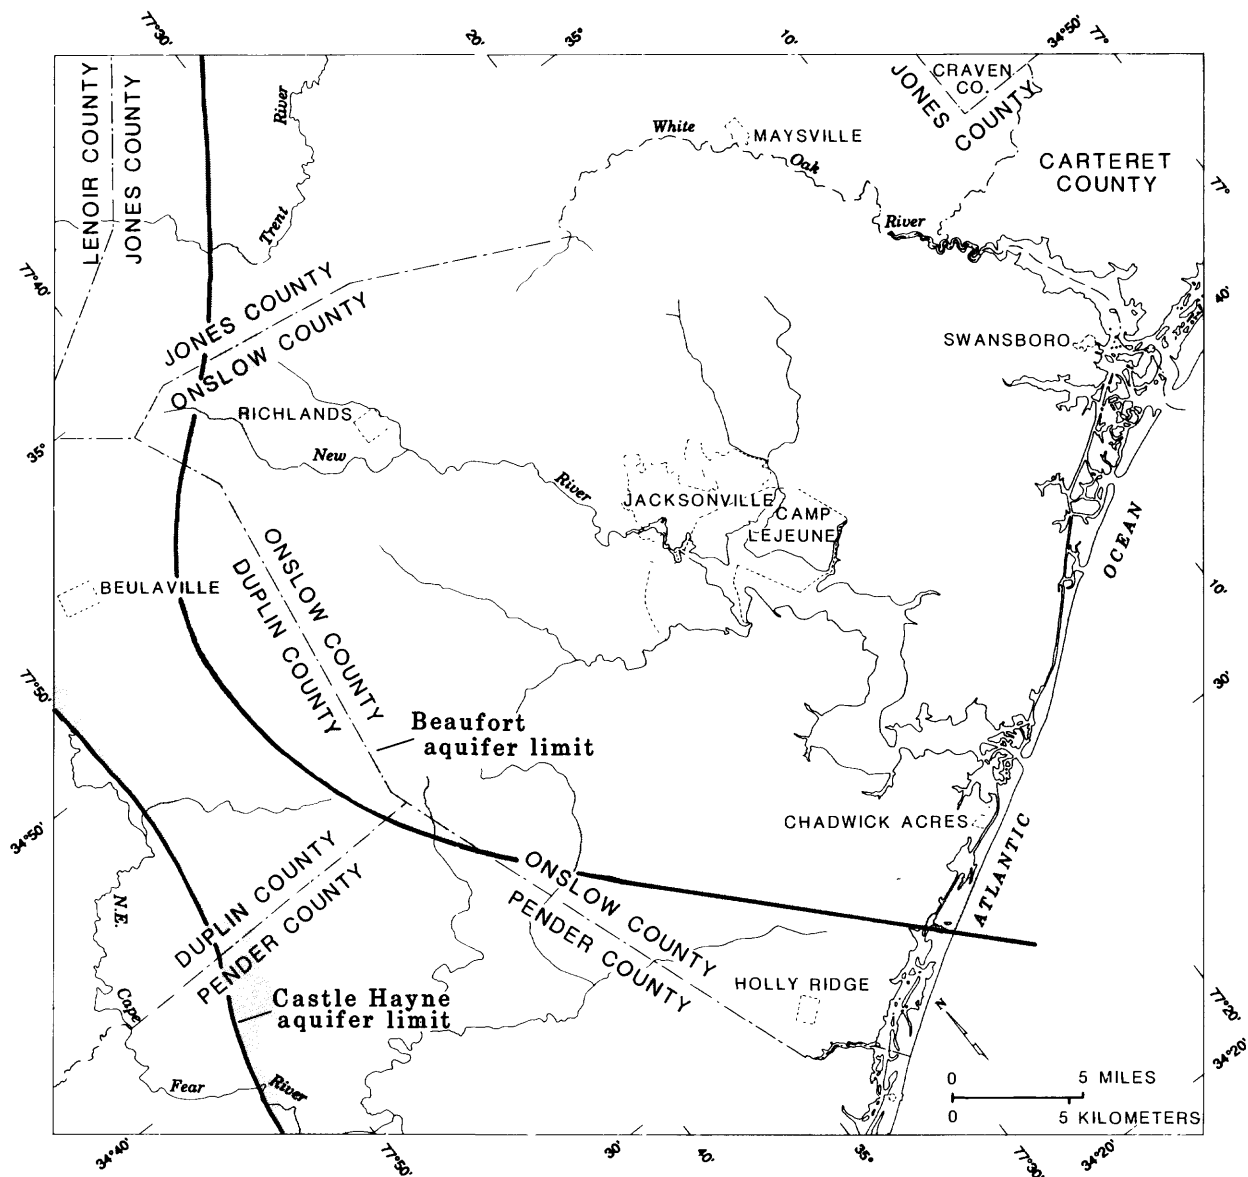 77°30'
20'
35°
10'
34°50'
77°
LENOIR COUNTY
JONES COUNTY
River
Trent
White
MAYSVILLE
Oak
River
CRAVEN
CO.
JONES
COUNTY
CARTERET
COUNTY
77°
77°40'
40'
JONES COUNTY
ONSLOW COUNTY
SWANSBORO
RICHLANDS
New
River
35°
JACKSONVILLE
CAMP
LEJEUNE
OCEAN
ONSLOW COUNTY
DUPLIN COUNTY
BEULAVILLE
10'
77°50'
30'
Beaufort
aquifer limit
34°50'
CHADWICK ACRES
ATLANTIC
ONSLOW COUNTY
PENDER COUNTY
DUPLIN COUNTY
PENDER COUNTY
N.E.
Cape
Fear
River
HOLLY RIDGE
Castle Hayne
aquifer limit
N
77°20'
34°20'
0 5 MILES
0 5 KILOMETERS
34°40'
77°50'
30'
40'
35°
77°30'
34°20'